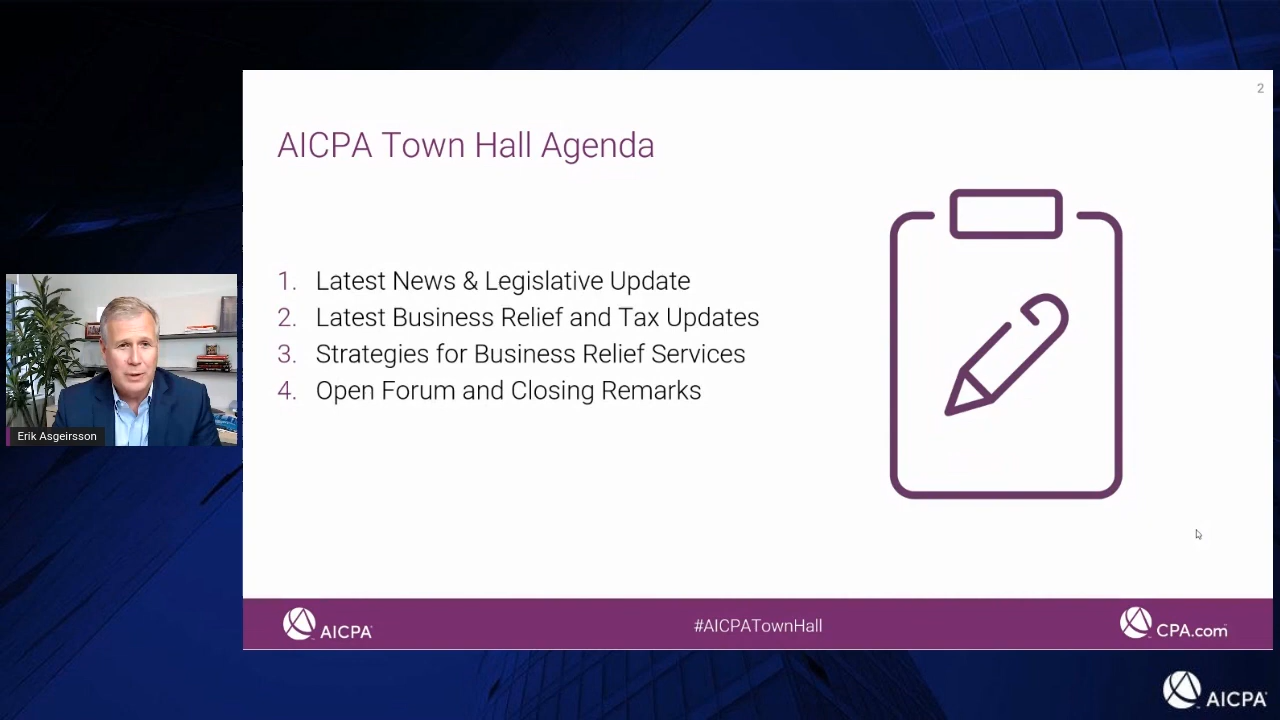 2
AICPA Town Hall Agenda
1. Latest News & Legislative Update
2. Latest Business Relief and Tax Updates
3. Strategies for Business Relief Services
4. Open Forum and Closing Remarks
Erik Asgeirsson
AICPA
#AICPATownHall
CPA.com
AICPA